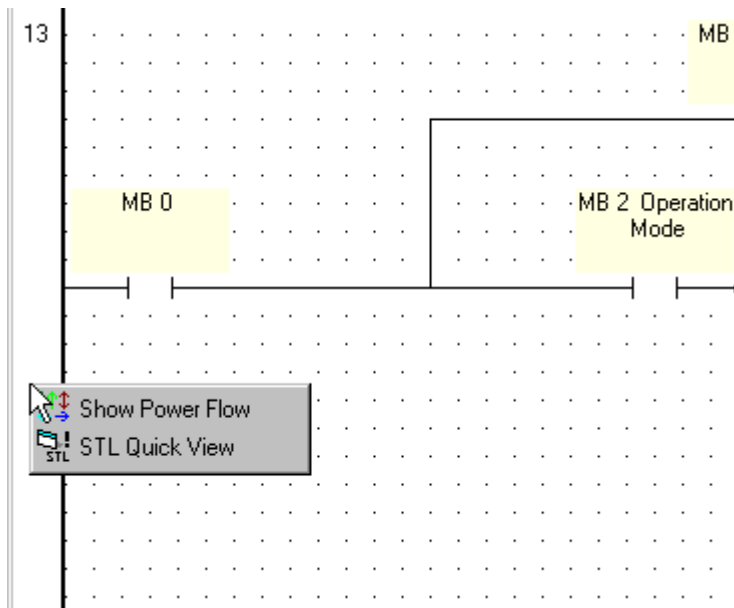 13
MB
MB 0
MB 2 Operation
Mode
Show Power Flow
STL
STL Quick View